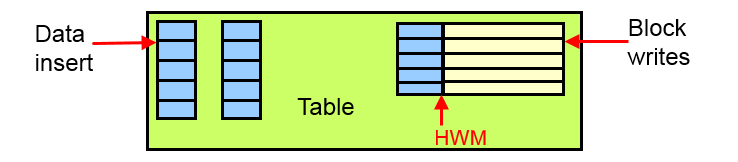 Data
insert
Table
HWM
Block
writes